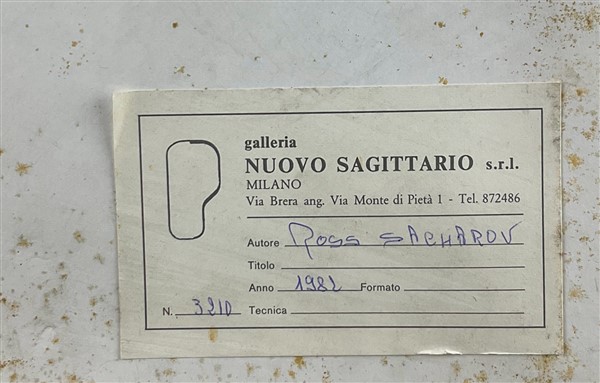 galleria
NUOVO SAGITTARIO s.r.l.
MILANO
Via Brera ang. Via Monte di Pietà 1 - Tel. 872486
Autore ROSS SACHAROV
Titolo
Anno 1982 Formato
N. 3210 Tecnica